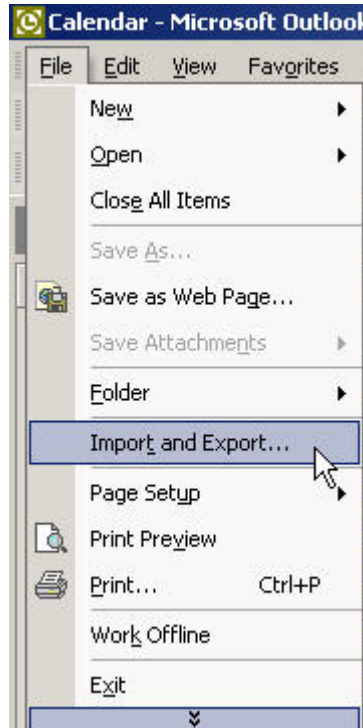 Calendar - Microsoft Outlook
File Edit View Favorites
New
Open
Close All Items
Save As...
Save as Web Page...
Save Attachments
Folder
Import and Export...
Page Setup
Print Preview
Print... Ctrl+P
Work Offline
Exit